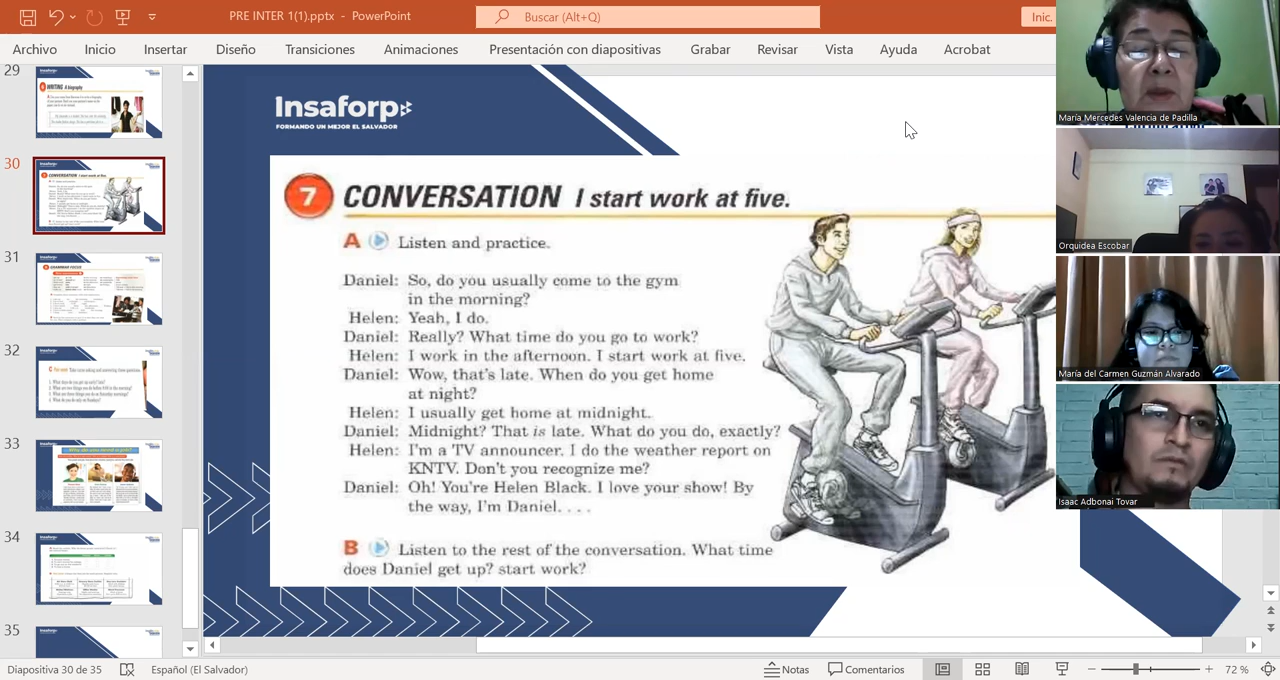 PRE INTER 1(1).pptx - PowerPoint
Buscar (Alt+Q)
Inic.
Archivo Inicio Insertar Diseño Transiciones Animaciones Presentación con diapositivas Grabar Revisar Vista Ayuda Acrobat
29
30
31
32
33
34
35
Insaforp
FORMANDO UN MEJOR EL SALVADOR
7 CONVERSATION I start work at five.
A Listen and practice.
Daniel: So, do you usually come to the gym
in the morning?
Helen: Yeah, I do.
Daniel: Really? What time do you go to work?
Helen: I work in the afternoon. I start work at five.
Daniel: Wow, that's late. When do you get home
at night?
Helen: I usually get home at midnight.
Daniel: Midnight? That is late. What do you do, exactly?
Helen: I'm a TV announcer. I do the weather report on
KNTV. Don't you recognize me?
Daniel: Oh! You're Helen Black. I love your show! By
the way, I'm Daniel. . . .
B Listen to the rest of the conversation. What time
does Daniel get up? start work?
María Mercedes Valencia de Padilla
Orquidea Escobar
María del Carmen Guzmán Alvarado
Isaac Adbonai Tovar
Diapositiva 30 de 35
Español (El Salvador)
Notas
Comentarios
72 %